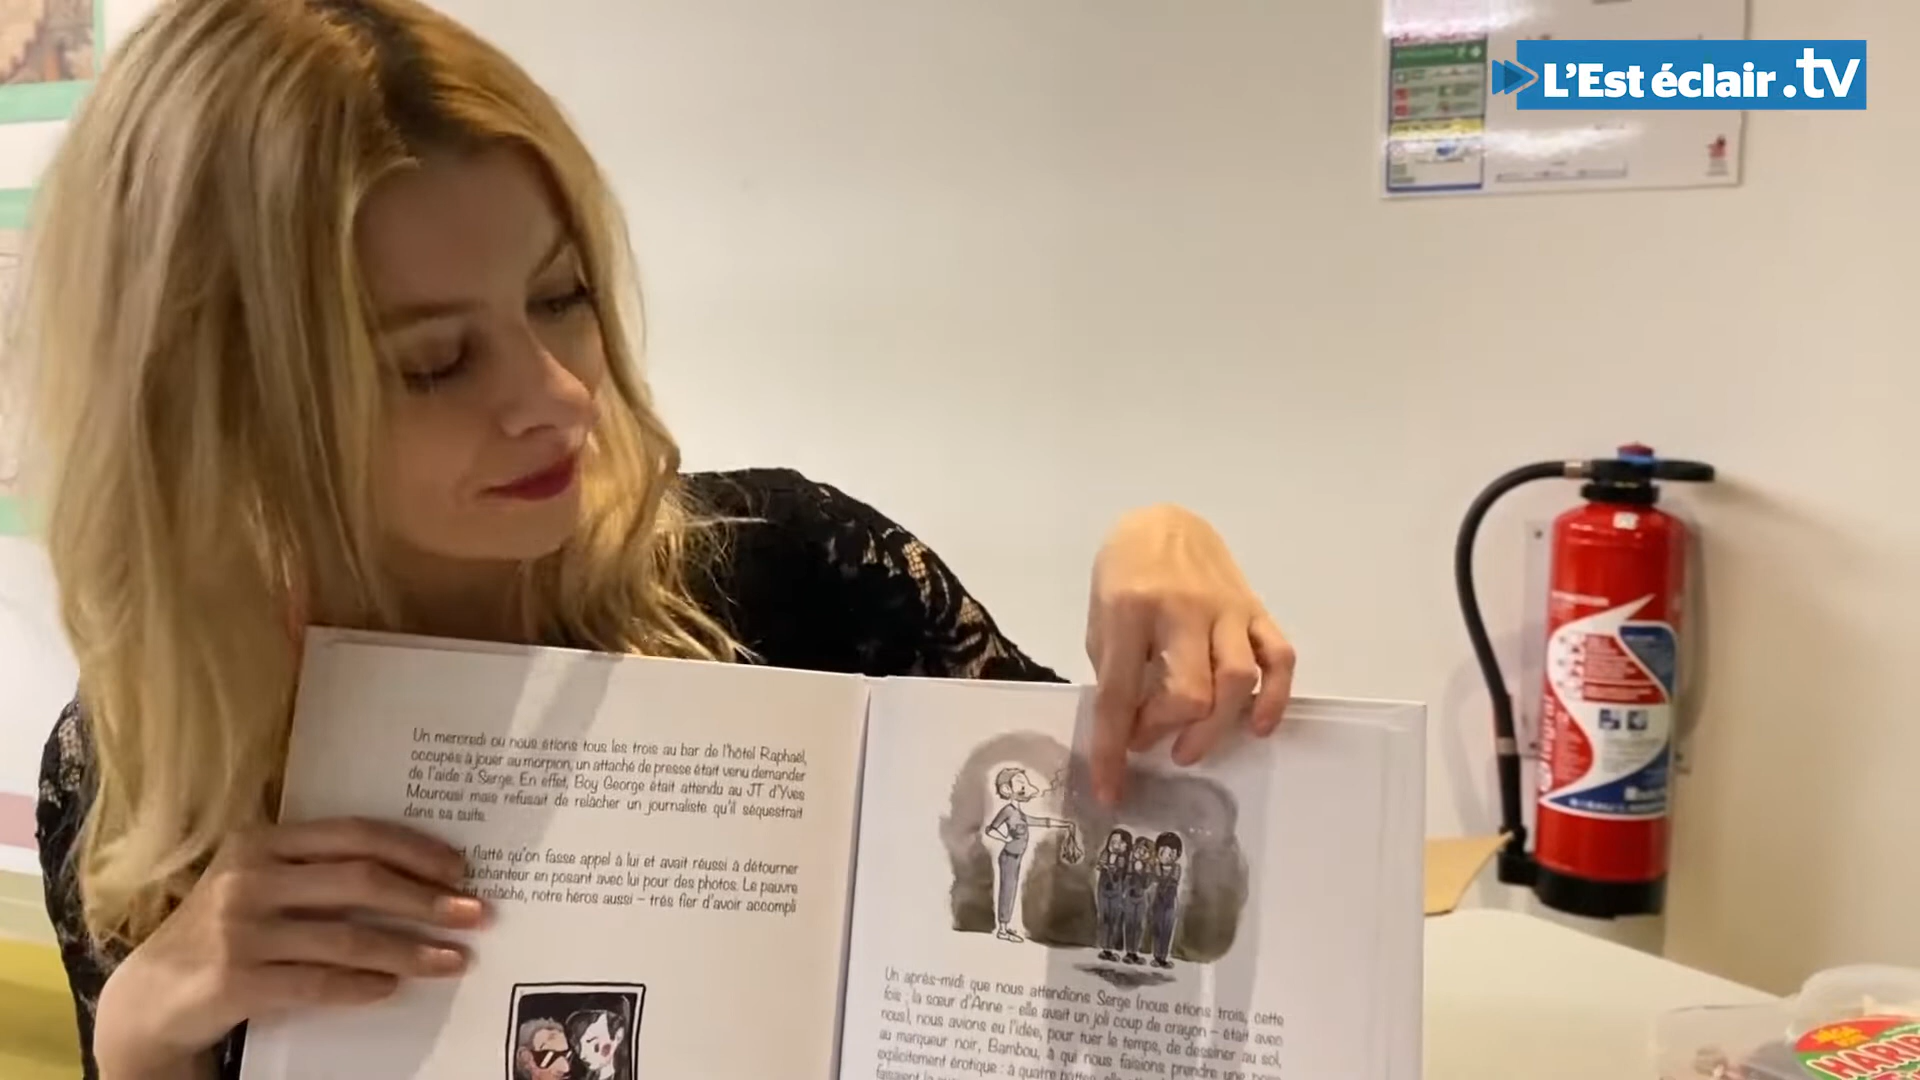 L'Est éclair .tv
Un mercredi où nous étions tous les trois au bar de l'hôtel Raphael,
occupés à jouer au morpion, un attaché de presse était venu demander
de l'aide à Serge. En effet, Boy George était attendu au JT d'Yves
Mourousi mais refusait de relâcher un journaliste qu'il séquestrait
dans sa suite.
flatté qu'on fasse appel à lui et avait réussi à détourner
chanteur en posant avec lui pour des photos. Le pauvre
relâché, notre héros aussi – très fier d'avoir accompli
Un après-midi que nous attendions Serge (nous étions trois, cette
fois : la sœur d'Anne – elle avait un joli coup de crayon – était avec
nous), nous avions eu l'idée, pour tuer le temps, de dessiner au sol,
au marqueur noir, Bambou, à qui nous faisions prendre une pose
explicitement érotique : à quatre pattes
HARIBO